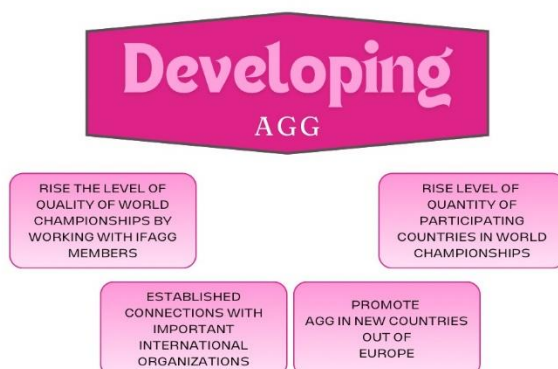 Developing
AGG
RISE THE LEVEL OF
QUALITY OF WORLD
CHAMPIONSHIPS BY
WORKING WITH IFAGG
MEMBERS
RISE LEVEL OF
QUANTITY OF
PARTICIPATING
COUNTRIES IN WORLD
CHAMPIONSHIPS
ESTABLISHED
CONNECTIONS WITH
IMPORTANT
INTERNATIONAL
ORGANIZATIONS
PROMOTE
AGG IN NEW COUNTRIES
OUT OF
EUROPE